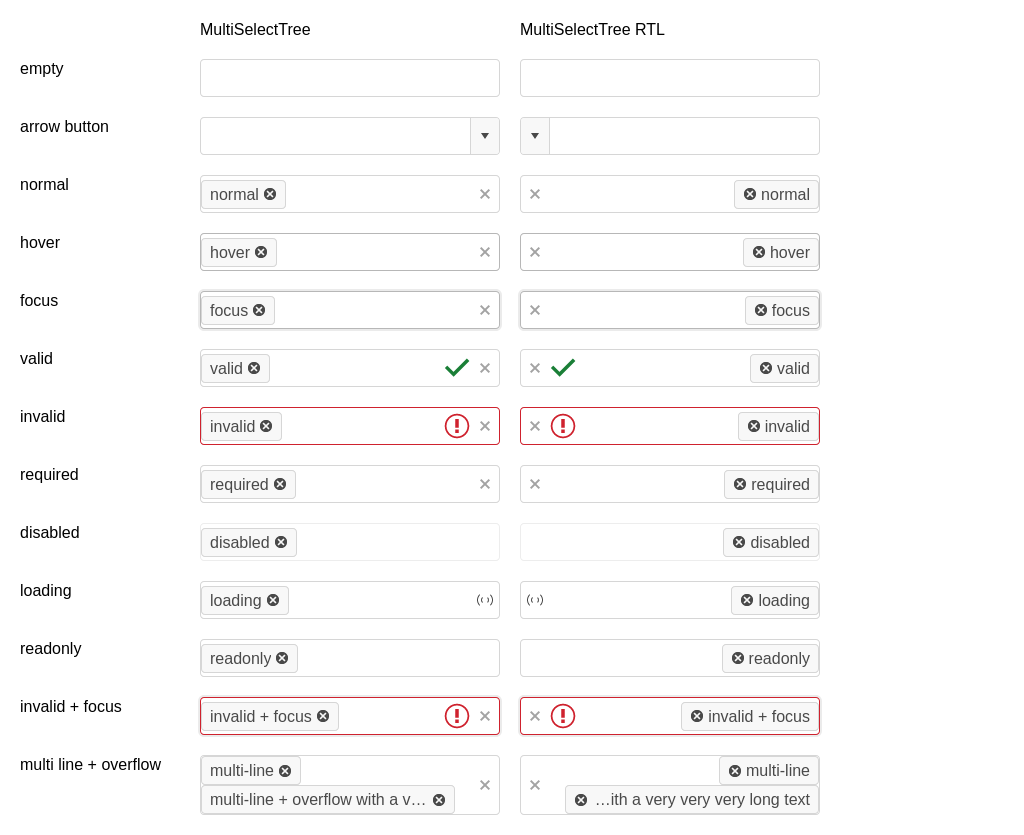 MultiSelectTree MultiSelectTree RTL
empty
arrow button
normal normal normal
hover hover hover
focus focus focus
valid valid valid
invalid invalid invalid
required required required
disabled disabled disabled
loading loading loading
readonly readonly readonly
invalid + focus invalid + focus invalid + focus
multi line + overflow multi-line multi-line
multi-line + overflow with a v… …ith a very very very long text